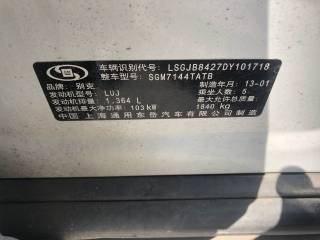 车辆识别代号: LSGJB8427DY101718
整车型号: SGM7144TATB
品牌: 别克 制造年月: 13-01
发动机型号: LUJ 乘坐人数: 5
发动机排量: 1.364 L 最大允许总质量:
发动机最大净功率: 103 kW 1840 kg
中国 上海通用东岳汽车有限公司制造